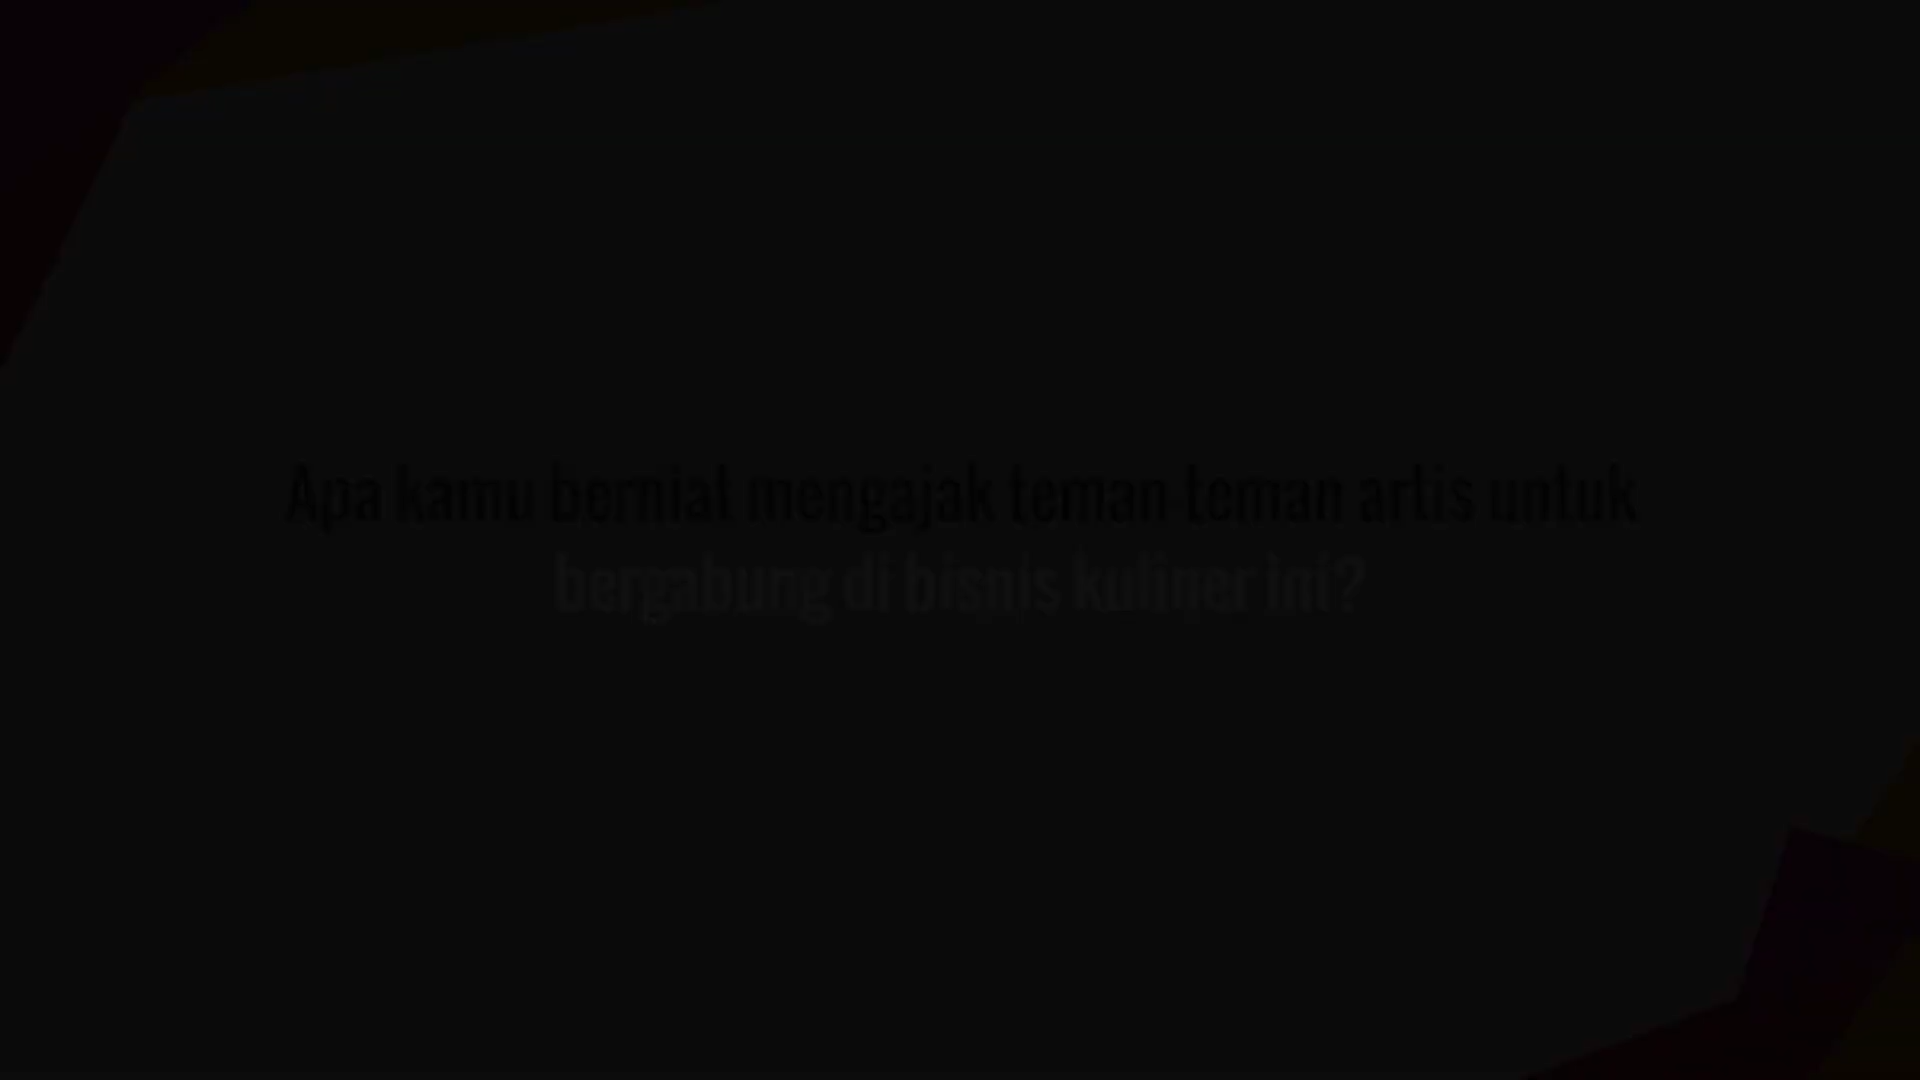 Apa kamu berniat mengajak teman-teman artis untuk
bergabung di bisnis kuliner ini?